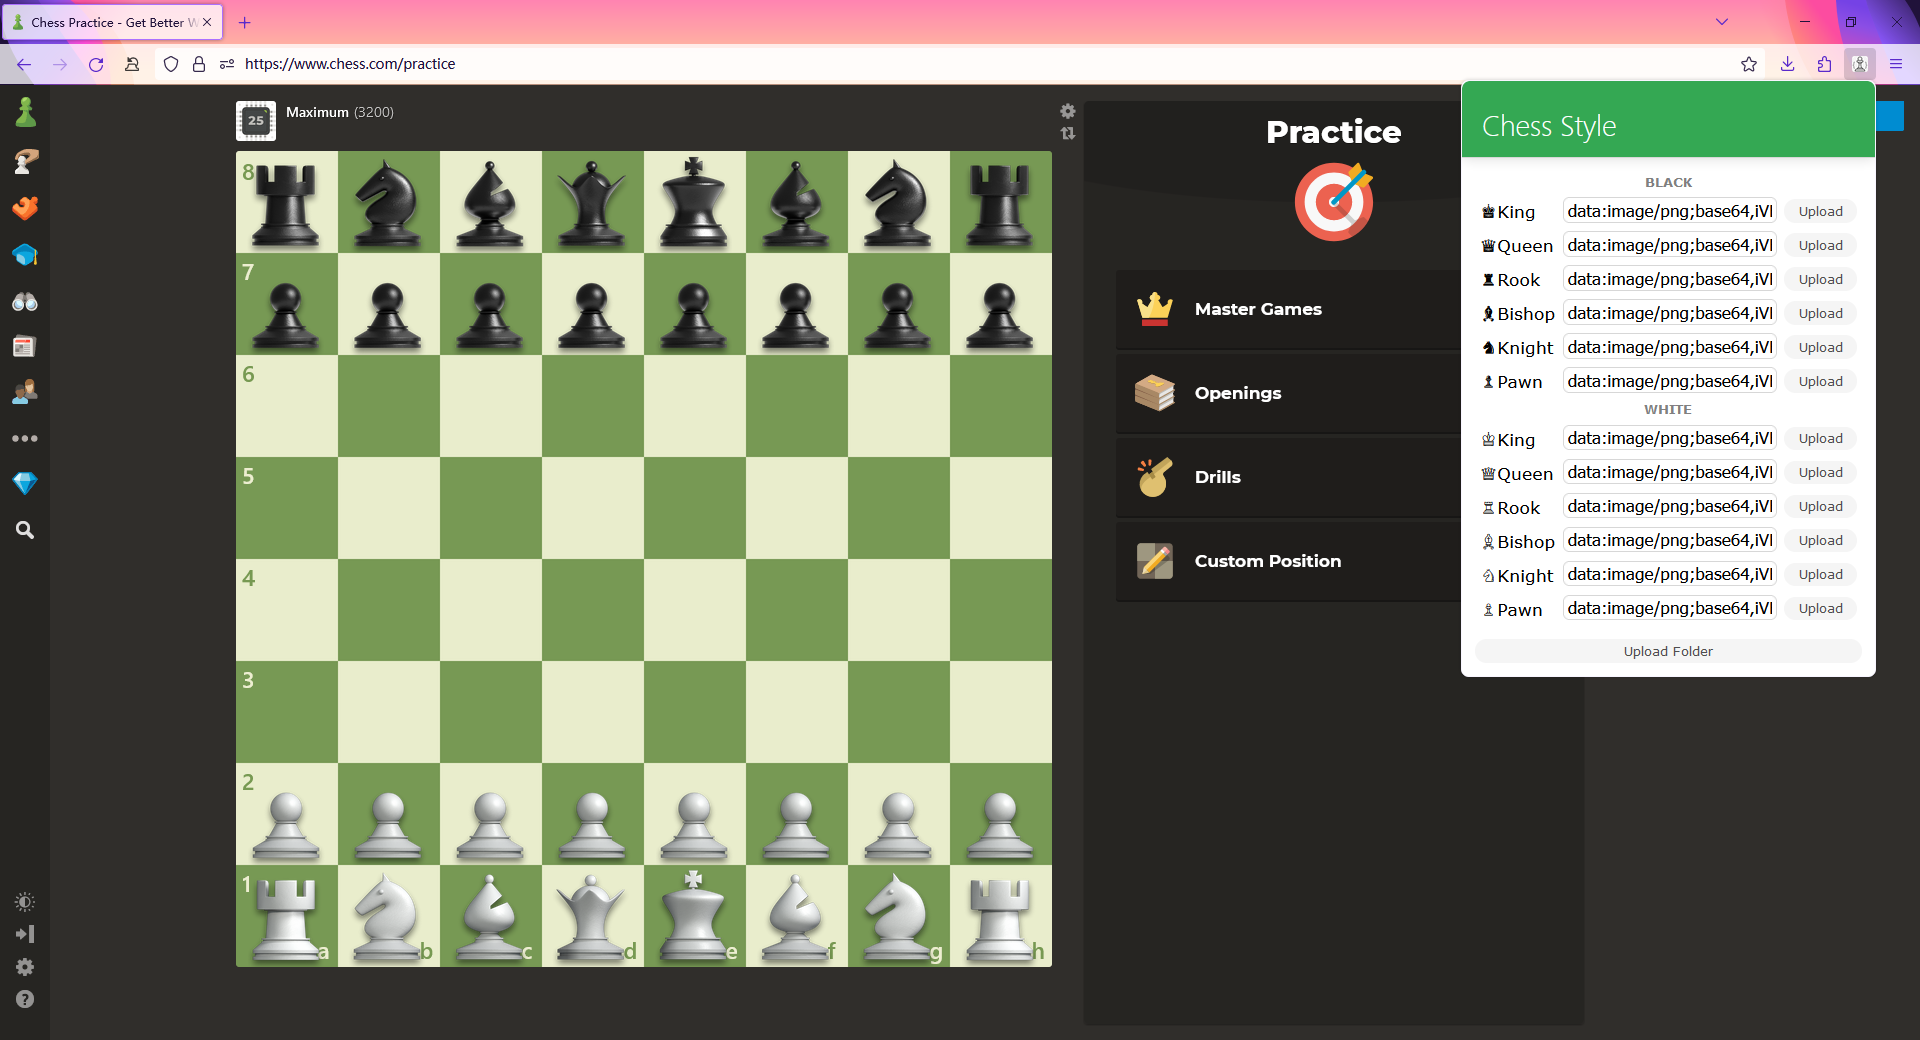 Chess Practice - Get Better W
https://www.chess.com/practice
25
Maximum (3200)
8
7
6
5
4
3
2
1
a b c d e f g h
Practice
Master Games
Openings
Drills
Custom Position
Chess Style
BLACK
King data:image/png;base64,iVI Upload
Queen data:image/png;base64,iVI Upload
Rook data:image/png;base64,iVI Upload
Bishop data:image/png;base64,iVI Upload
Knight data:image/png;base64,iVI Upload
Pawn data:image/png;base64,iVI Upload
WHITE
King data:image/png;base64,iVI Upload
Queen data:image/png;base64,iVI Upload
Rook data:image/png;base64,iVI Upload
Bishop data:image/png;base64,iVI Upload
Knight data:image/png;base64,iVI Upload
Pawn data:image/png;base64,iVI Upload
Upload Folder